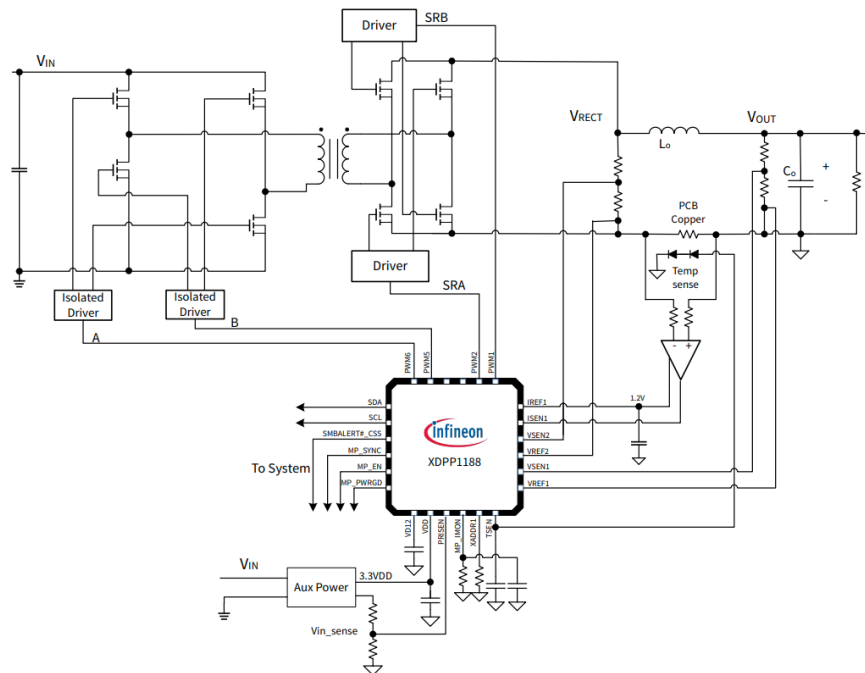 Driver
SRB
VIN
VRECT
VOUT
Lo
Co
+
-
PCB
Copper
Temp
sense
Driver
SRA
Isolated
Driver
Isolated
Driver
A
B
- +
PWM6
PWM5
PWM2
PWM1
1.2V
SDA
SCL
SMBALERT#_CSS
MP_SYNC
MP_EN
MP_PWRGD
To System
infineon
XDPP1188
IREF1
ISEN1
VSEN2
VREF2
VSEN1
VREF1
VD12
VDD
PRISEN
MP_IMON
XADDR1
TSEN
VIN
Aux Power
3.3VDD
Vin_sense